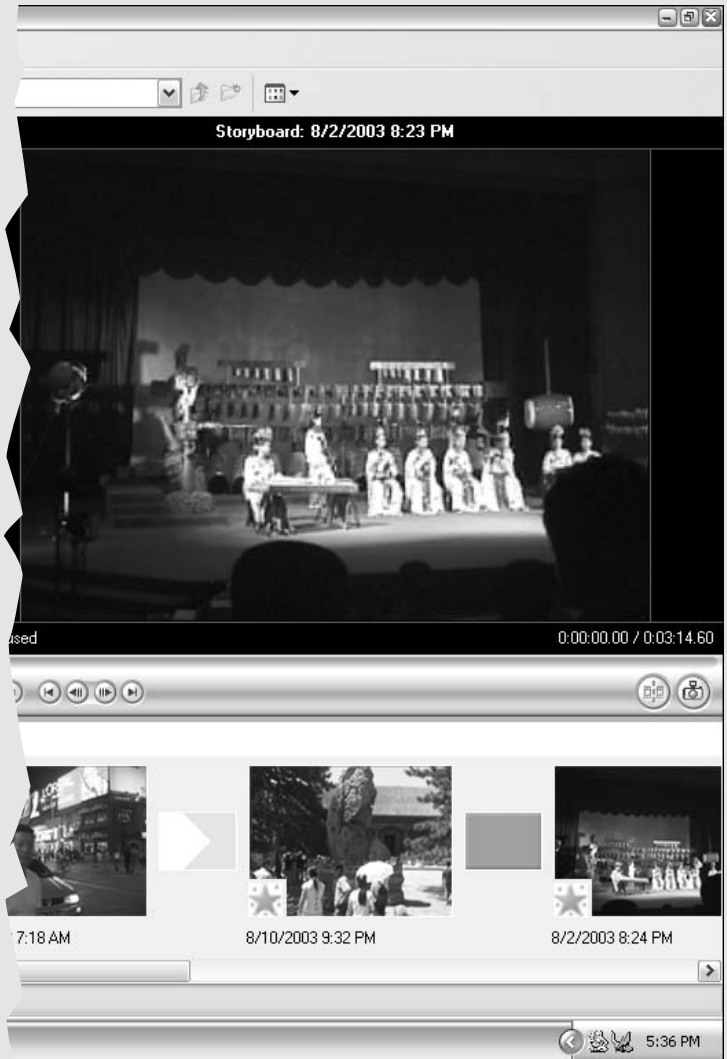 Storyboard: 8/2/2003 8:23 PM
used
0:00:00.00 / 0:03:14.60
L'ORÉAL
7:18 AM
8/10/2003 9:32 PM
8/2/2003 8:24 PM
5:36 PM